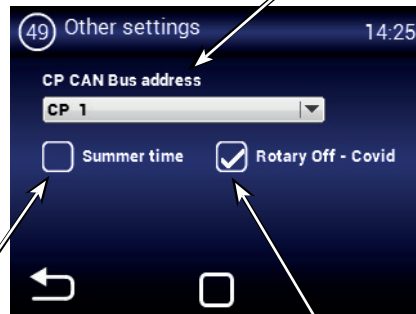 49 Other settings 14:25
CP CAN Bus address
CP 1
Summer time Rotary Off - Covid